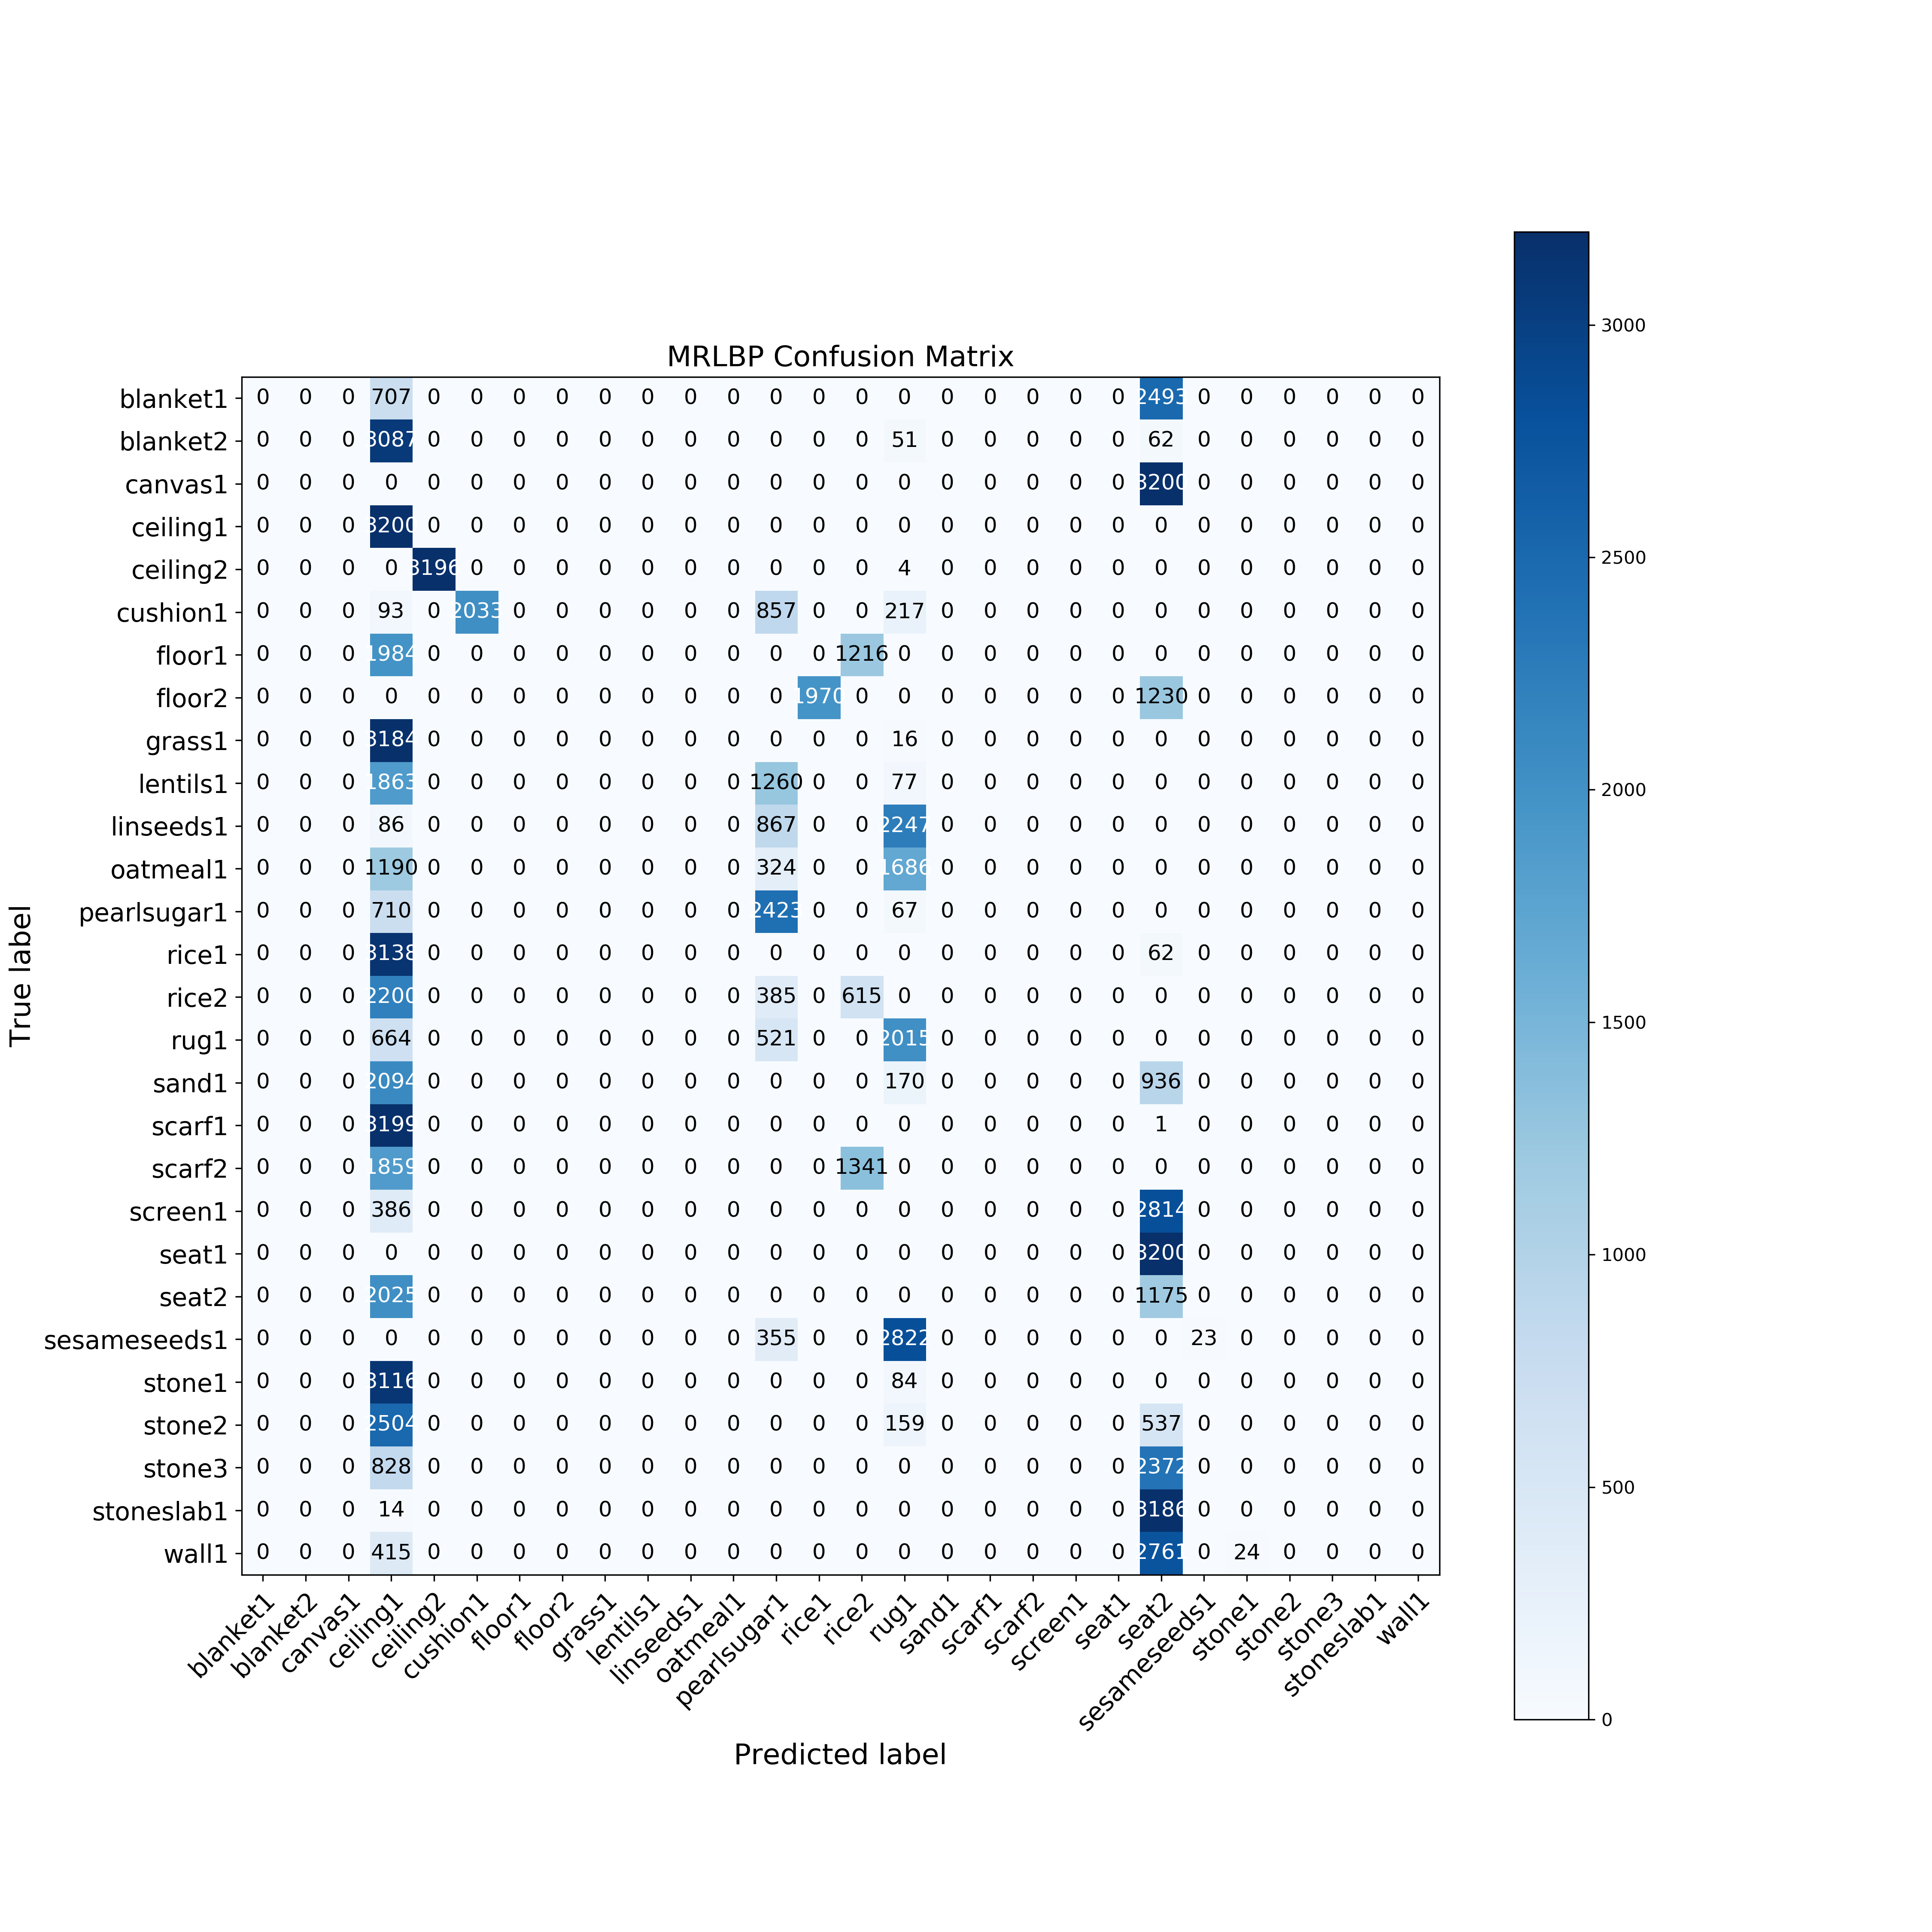 MRLBP Confusion Matrix
blanket1 0 0 0 707 0 0 0 0 0 0 0 0 0 0 0 0 0 0 0 0 0 2493 0 0 0 0 0 0
blanket2 0 0 0 3087 0 0 0 0 0 0 0 0 0 0 0 51 0 0 0 0 0 62 0 0 0 0 0 0
canvas1 0 0 0 0 0 0 0 0 0 0 0 0 0 0 0 0 0 0 0 0 0 3200 0 0 0 0 0 0
ceiling1 0 0 0 3200 0 0 0 0 0 0 0 0 0 0 0 0 0 0 0 0 0 0 0 0 0 0 0 0
ceiling2 0 0 0 0 3196 0 0 0 0 0 0 0 0 0 0 4 0 0 0 0 0 0 0 0 0 0 0 0
cushion1 0 0 0 93 0 2033 0 0 0 0 0 0 857 0 0 217 0 0 0 0 0 0 0 0 0 0 0 0
floor1 0 0 0 1984 0 0 0 0 0 0 0 0 0 0 1216 0 0 0 0 0 0 0 0 0 0 0 0 0
floor2 0 0 0 0 0 0 0 0 0 0 0 0 0 1970 0 0 0 0 0 0 0 1230 0 0 0 0 0 0
grass1 0 0 0 3184 0 0 0 0 0 0 0 0 0 0 0 16 0 0 0 0 0 0 0 0 0 0 0 0
lentils1 0 0 0 1863 0 0 0 0 0 0 0 0 1260 0 0 77 0 0 0 0 0 0 0 0 0 0 0 0
linseeds1 0 0 0 86 0 0 0 0 0 0 0 0 867 0 0 2247 0 0 0 0 0 0 0 0 0 0 0 0
oatmeal1 0 0 0 1190 0 0 0 0 0 0 0 0 324 0 0 1686 0 0 0 0 0 0 0 0 0 0 0 0
pearlsugar1 0 0 0 710 0 0 0 0 0 0 0 0 2423 0 0 67 0 0 0 0 0 0 0 0 0 0 0 0
rice1 0 0 0 3138 0 0 0 0 0 0 0 0 0 0 0 0 0 0 0 0 0 62 0 0 0 0 0 0
rice2 0 0 0 2200 0 0 0 0 0 0 0 0 385 0 615 0 0 0 0 0 0 0 0 0 0 0 0 0
rug1 0 0 0 664 0 0 0 0 0 0 0 0 521 0 0 2015 0 0 0 0 0 0 0 0 0 0 0 0
sand1 0 0 0 2094 0 0 0 0 0 0 0 0 0 0 0 170 0 0 0 0 0 936 0 0 0 0 0 0
scarf1 0 0 0 3199 0 0 0 0 0 0 0 0 0 0 0 0 0 0 0 0 0 1 0 0 0 0 0 0
scarf2 0 0 0 1859 0 0 0 0 0 0 0 0 0 0 1341 0 0 0 0 0 0 0 0 0 0 0 0 0
screen1 0 0 0 386 0 0 0 0 0 0 0 0 0 0 0 0 0 0 0 0 0 2814 0 0 0 0 0 0
seat1 0 0 0 0 0 0 0 0 0 0 0 0 0 0 0 0 0 0 0 0 0 3200 0 0 0 0 0 0
seat2 0 0 0 2025 0 0 0 0 0 0 0 0 0 0 0 0 0 0 0 0 0 1175 0 0 0 0 0 0
sesameseeds1 0 0 0 0 0 0 0 0 0 0 0 0 355 0 0 2822 0 0 0 0 0 0 23 0 0 0 0 0
stone1 0 0 0 3116 0 0 0 0 0 0 0 0 0 0 0 84 0 0 0 0 0 0 0 0 0 0 0 0
stone2 0 0 0 2504 0 0 0 0 0 0 0 0 0 0 0 159 0 0 0 0 0 537 0 0 0 0 0 0
stone3 0 0 0 828 0 0 0 0 0 0 0 0 0 0 0 0 0 0 0 0 0 2372 0 0 0 0 0 0
stoneslab1 0 0 0 14 0 0 0 0 0 0 0 0 0 0 0 0 0 0 0 0 0 3186 0 0 0 0 0 0
wall1 0 0 0 415 0 0 0 0 0 0 0 0 0 0 0 0 0 0 0 0 0 2761 0 24 0 0 0 0
True label
blanket1 blanket2 canvas1 ceiling1 ceiling2 cushion1 floor1 floor2 grass1 lentils1 linseeds1 oatmeal1 pearlsugar1 rice1 rice2 rug1 sand1 scarf1 scarf2 screen1 seat1 seat2 sesameseeds1 stone1 stone2 stone3 stoneslab1 wall1
Predicted label
3000
2500
2000
1500
1000
500
0